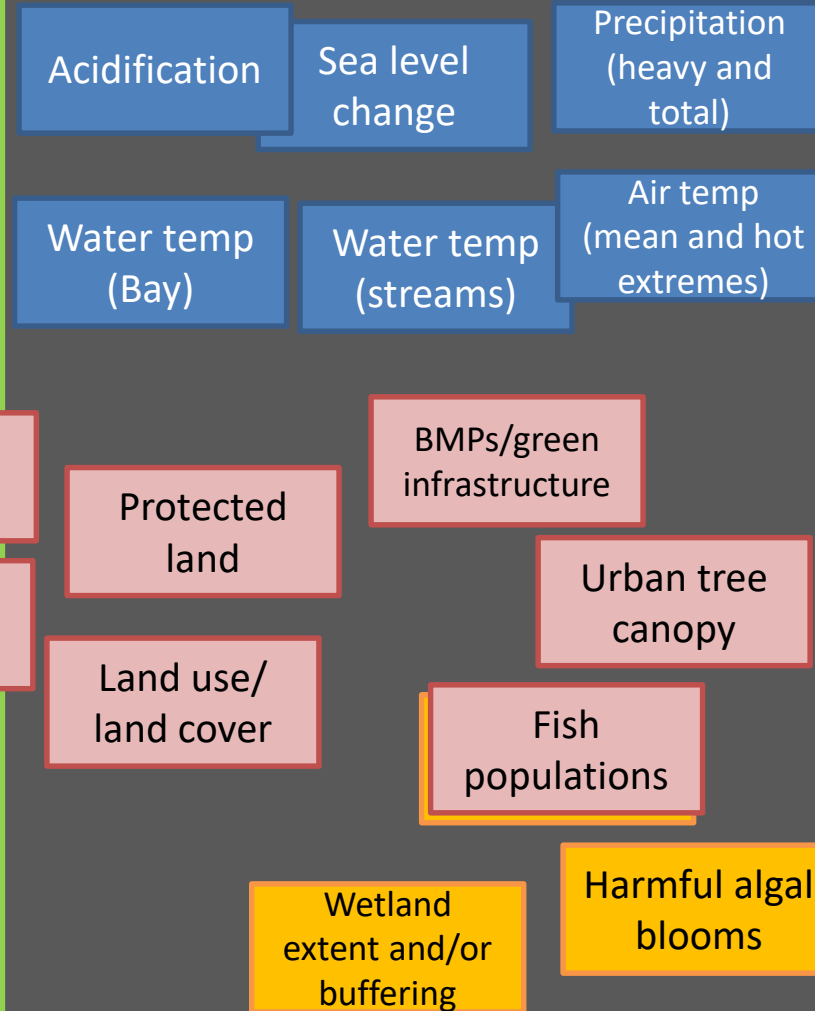 Acidification
Sea level
change
Precipitation
(heavy and
total)
Water temp
(Bay)
Water temp
(streams)
Air temp
(mean and hot
extremes)
BMPs/green
infrastructure
Protected
land
Urban tree
canopy
Land use/
land cover
Fish
populations
Harmful algal
blooms
Wetland
extent and/or
buffering